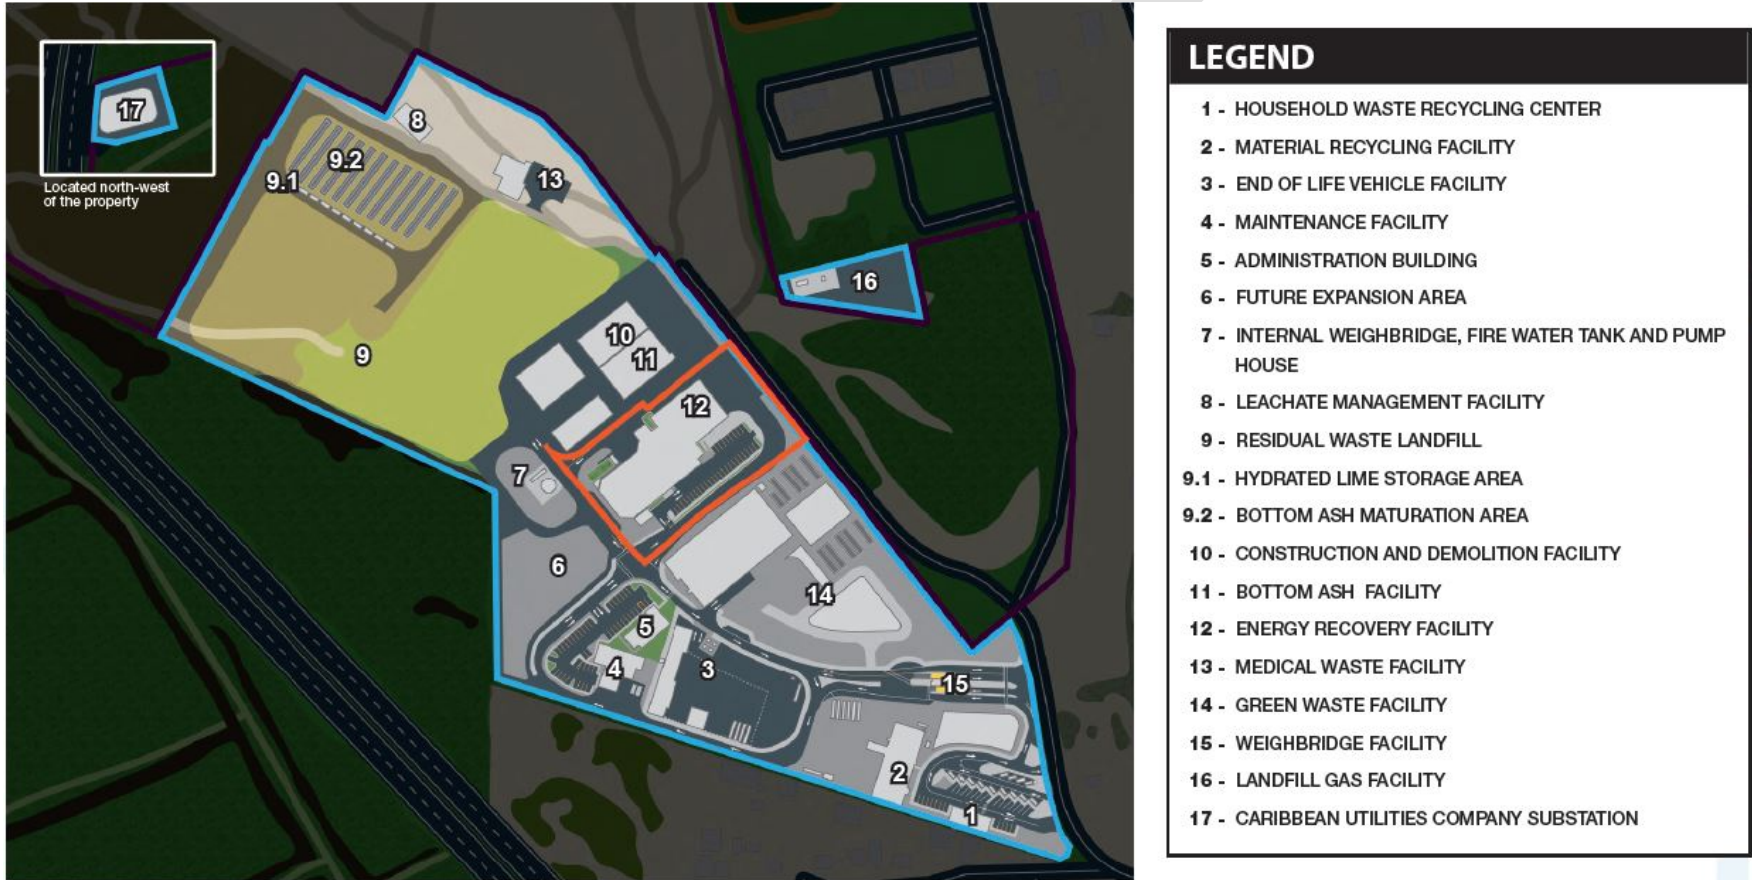 17
Located north-west
of the property
8
9.2
9.1
13
16
10
9
11
12
7
6
14
5
4
3
15
2
1
LEGEND
1 - HOUSEHOLD WASTE RECYCLING CENTER
2 - MATERIAL RECYCLING FACILITY
3 - END OF LIFE VEHICLE FACILITY
4 - MAINTENANCE FACILITY
5 - ADMINISTRATION BUILDING
6 - FUTURE EXPANSION AREA
7 - INTERNAL WEIGHBRIDGE, FIRE WATER TANK AND PUMP
HOUSE
8 - LEACHATE MANAGEMENT FACILITY
9 - RESIDUAL WASTE LANDFILL
9.1 - HYDRATED LIME STORAGE AREA
9.2 - BOTTOM ASH MATURATION AREA
10 - CONSTRUCTION AND DEMOLITION FACILITY
11 - BOTTOM ASH FACILITY
12 - ENERGY RECOVERY FACILITY
13 - MEDICAL WASTE FACILITY
14 - GREEN WASTE FACILITY
15 - WEIGHBRIDGE FACILITY
16 - LANDFILL GAS FACILITY
17 - CARIBBEAN UTILITIES COMPANY SUBSTATION